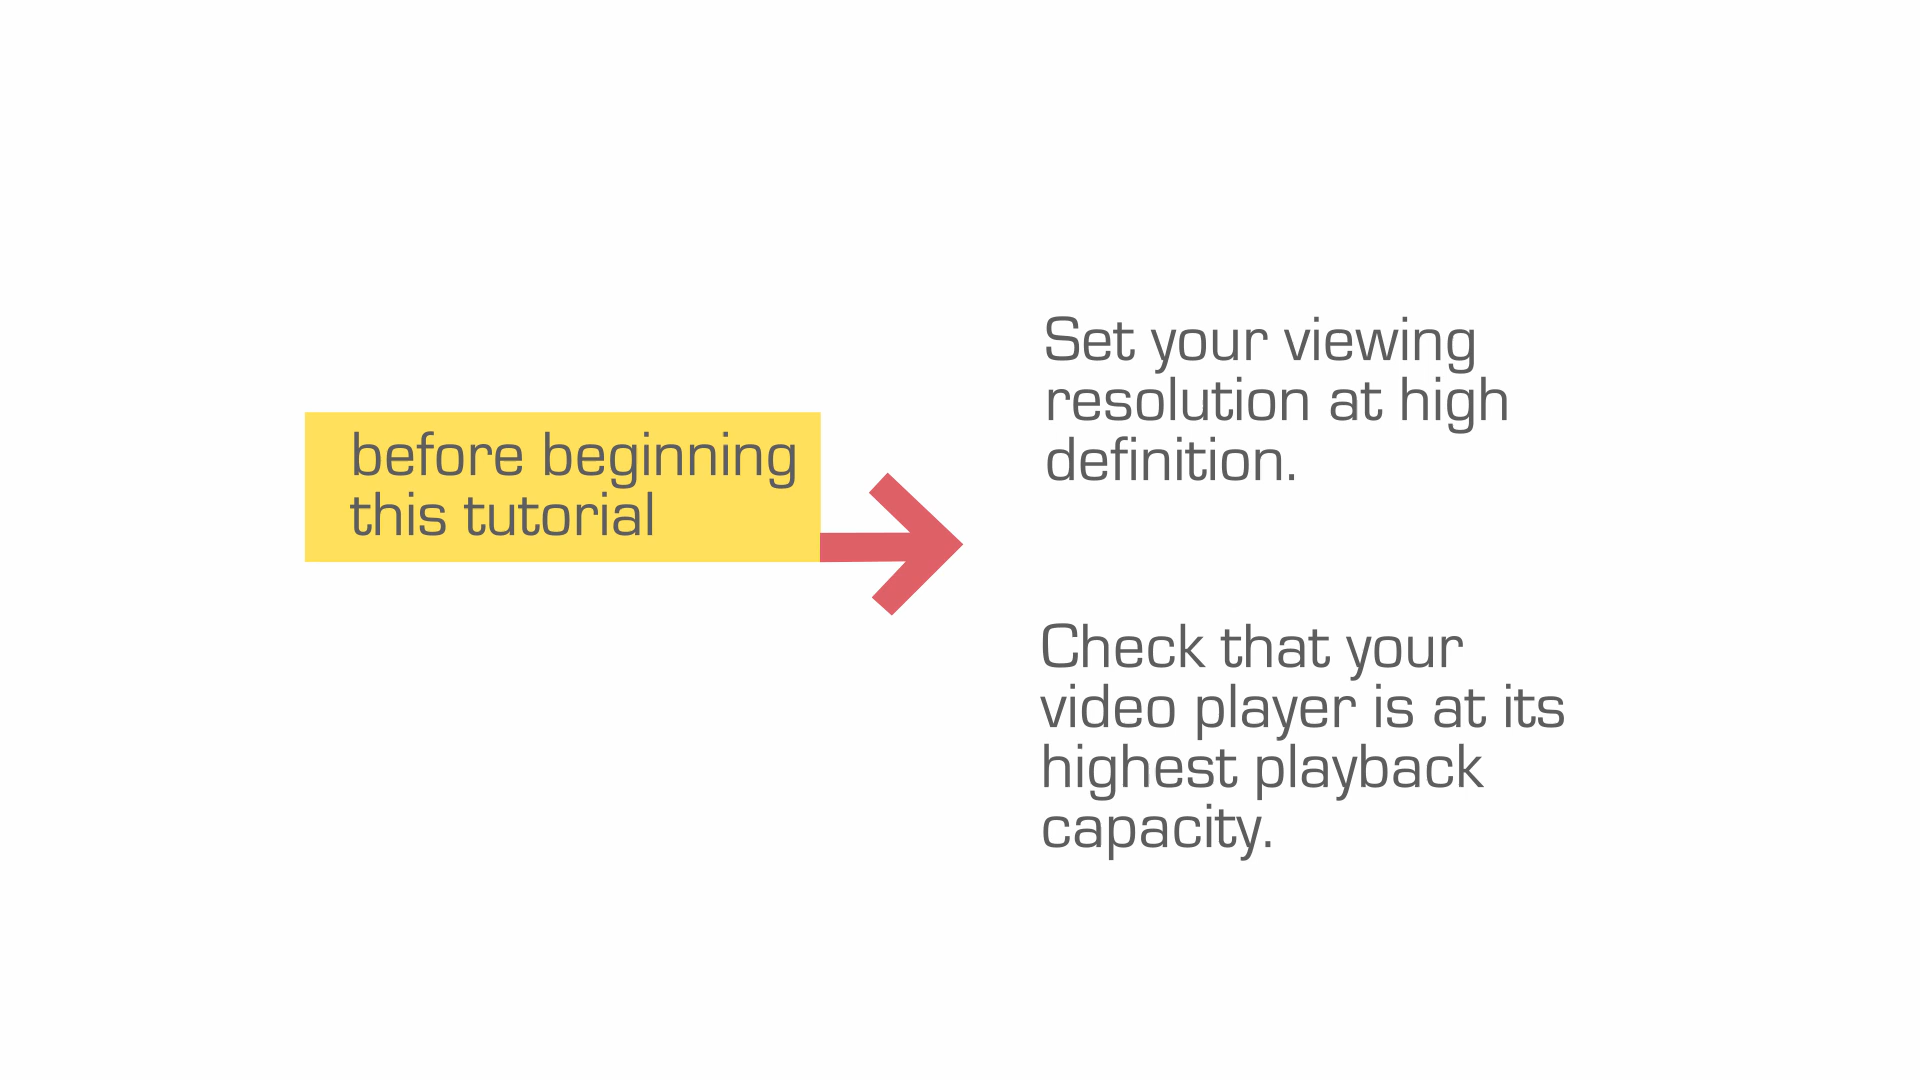 before beginning
this tutorial
Set your viewing
resolution at high
definition.
Check that your
video player is at its
highest playback
capacity.